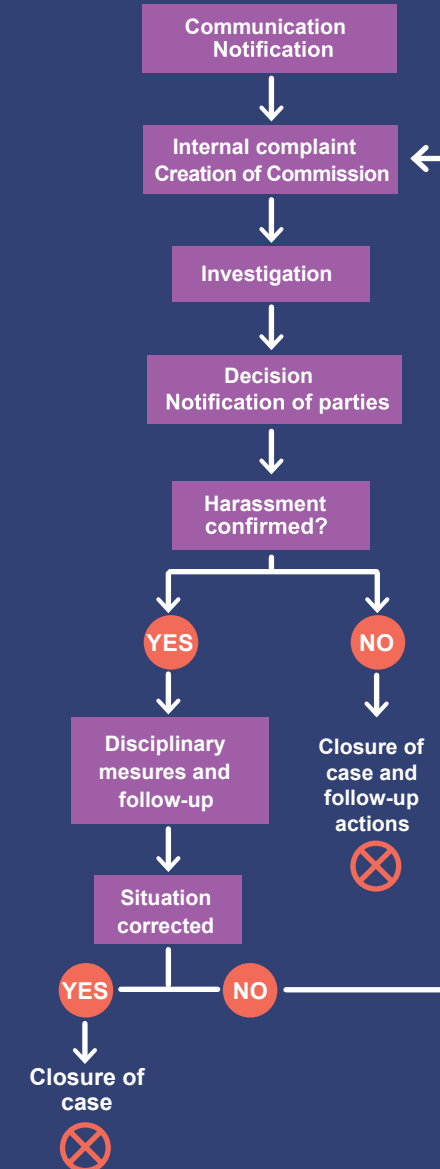 Communication
Notification
Internal complaint
Creation of Commission
Investigation
Decision
Notification of parties
Harassment
confirmed?
YES
NO
Disciplinary
mesures and
follow-up
Closure of
case and
follow-up
actions
Situation
corrected
YES
NO
Closure of
case